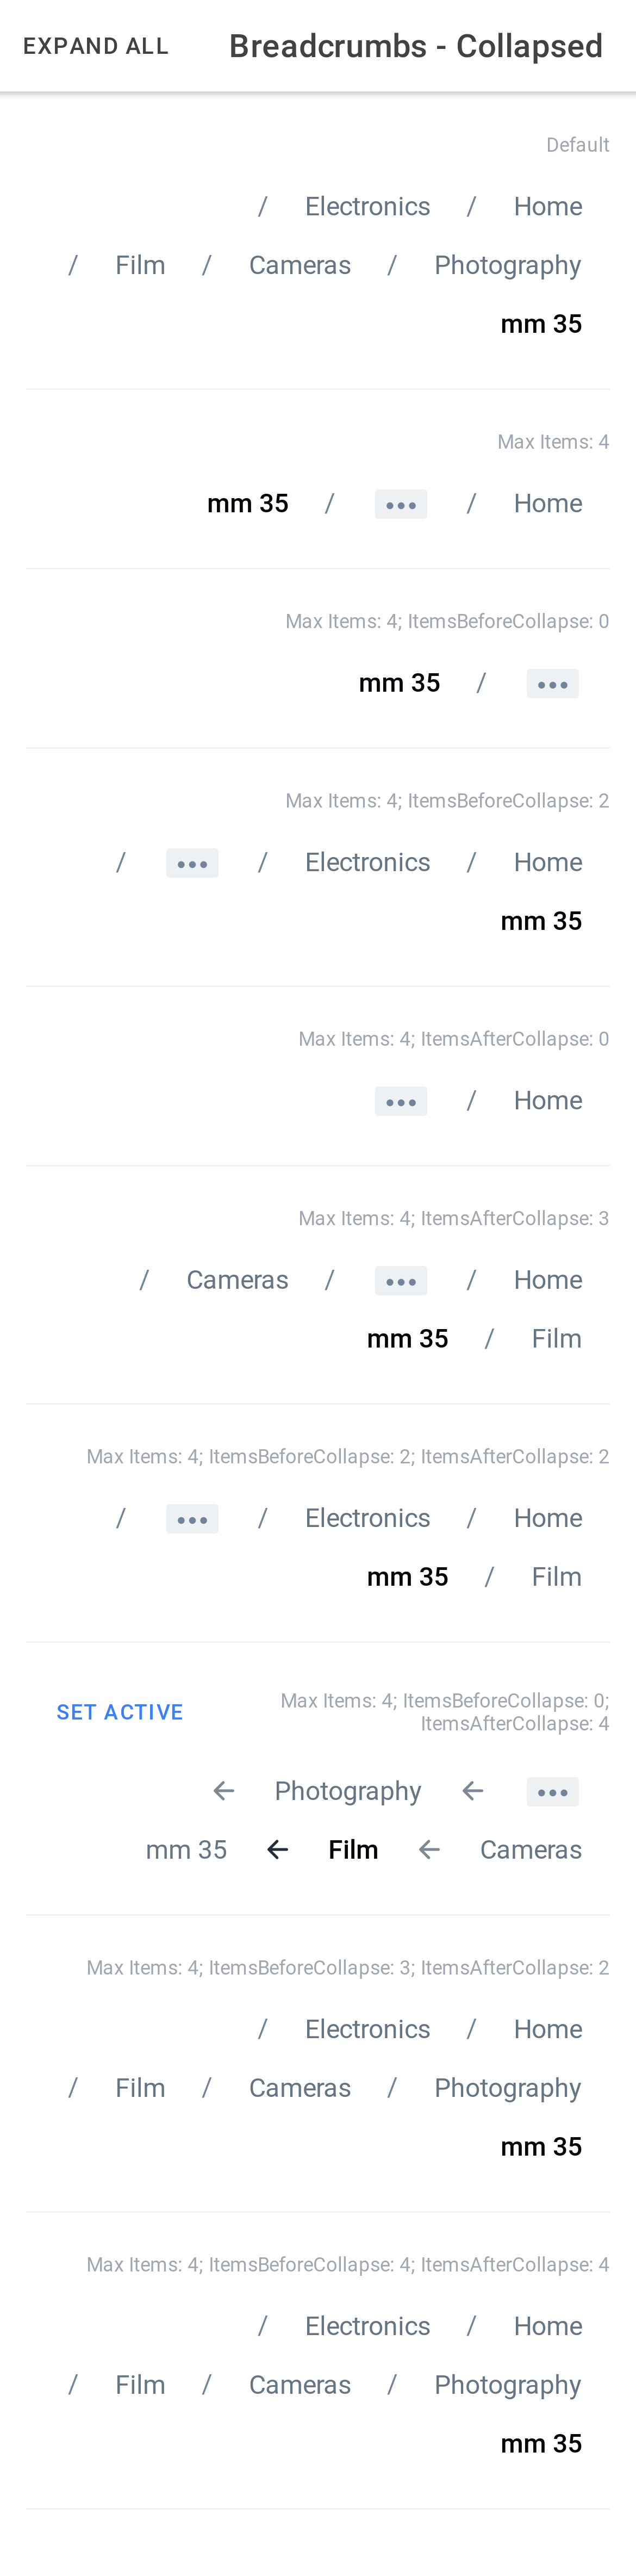 EXPAND ALL Breadcrumbs - Collapsed
Default
/ Electronics / Home
/ Film / Cameras / Photography
mm 35
Max Items: 4
mm 35 / ••• / Home
Max Items: 4; ItemsBeforeCollapse: 0
mm 35 / •••
Max Items: 4; ItemsBeforeCollapse: 2
/ ••• / Electronics / Home
mm 35
Max Items: 4; ItemsAfterCollapse: 0
••• / Home
Max Items: 4; ItemsAfterCollapse: 3
/ Cameras / ••• / Home
mm 35 / Film
Max Items: 4; ItemsBeforeCollapse: 2; ItemsAfterCollapse: 2
/ ••• / Electronics / Home
mm 35 / Film
SET ACTIVE
Max Items: 4; ItemsBeforeCollapse: 0;
ItemsAfterCollapse: 4
← Photography ← •••
mm 35 ← Film ← Cameras
Max Items: 4; ItemsBeforeCollapse: 3; ItemsAfterCollapse: 2
/ Electronics / Home
/ Film / Cameras / Photography
mm 35
Max Items: 4; ItemsBeforeCollapse: 4; ItemsAfterCollapse: 4
/ Electronics / Home
/ Film / Cameras / Photography
mm 35